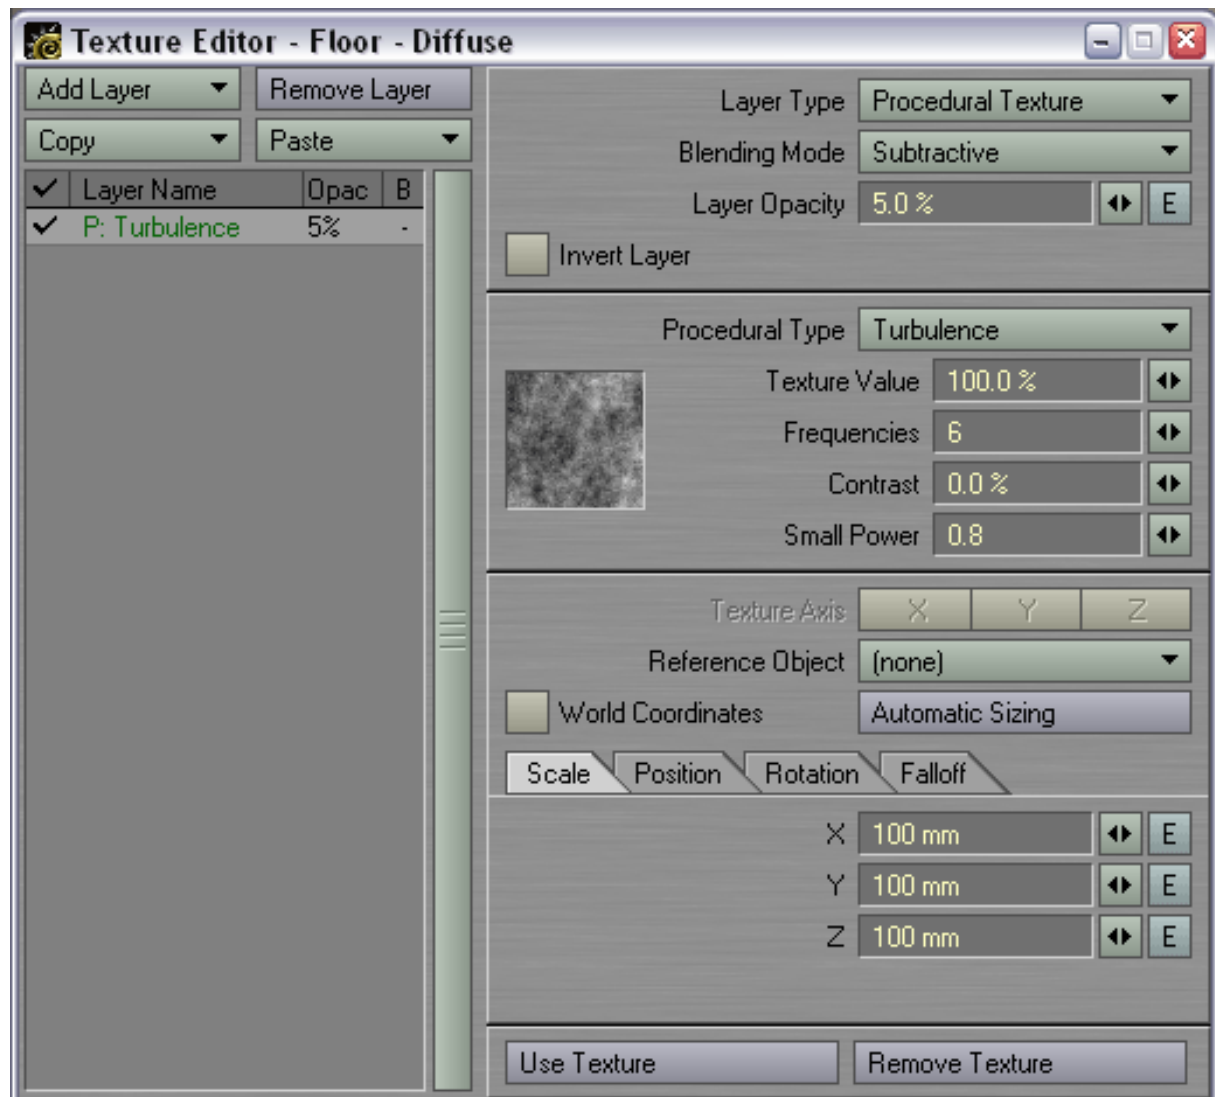 Texture Editor - Floor - Diffuse
Add Layer
Remove Layer
Copy
Paste
Layer Name Opac B
P: Turbulence 5% -
Layer Type Procedural Texture
Blending Mode Subtractive
Layer Opacity 5.0 % E
Invert Layer
Procedural Type Turbulence
Texture Value 100.0 %
Frequencies 6
Contrast 0.0 %
Small Power 0.8
Texture Axis X Y Z
Reference Object (none)
World Coordinates Automatic Sizing
Scale Position Rotation Falloff
X 100 mm E
Y 100 mm E
Z 100 mm E
Use Texture Remove Texture